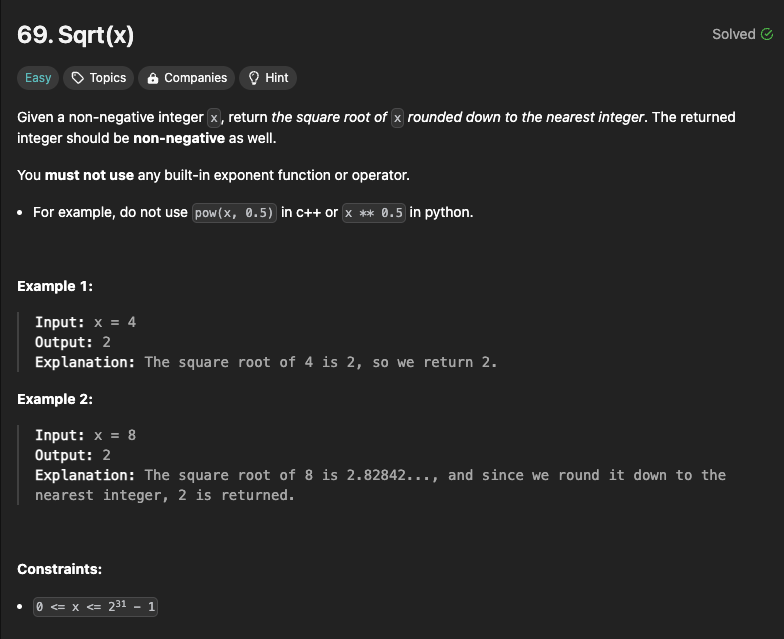 69. Sqrt(x)
Solved
Easy Topics Companies Hint
Given a non-negative integer x, return the square root of x rounded down to the nearest integer. The returned
integer should be non-negative as well.
You must not use any built-in exponent function or operator.
• For example, do not use pow(x, 0.5) in c++ or x ** 0.5 in python.
Example 1:
Input: x = 4
Output: 2
Explanation: The square root of 4 is 2, so we return 2.
Example 2:
Input: x = 8
Output: 2
Explanation: The square root of 8 is 2.82842..., and since we round it down to the
nearest integer, 2 is returned.
Constraints:
• 0 <= x <= 2³¹ - 1